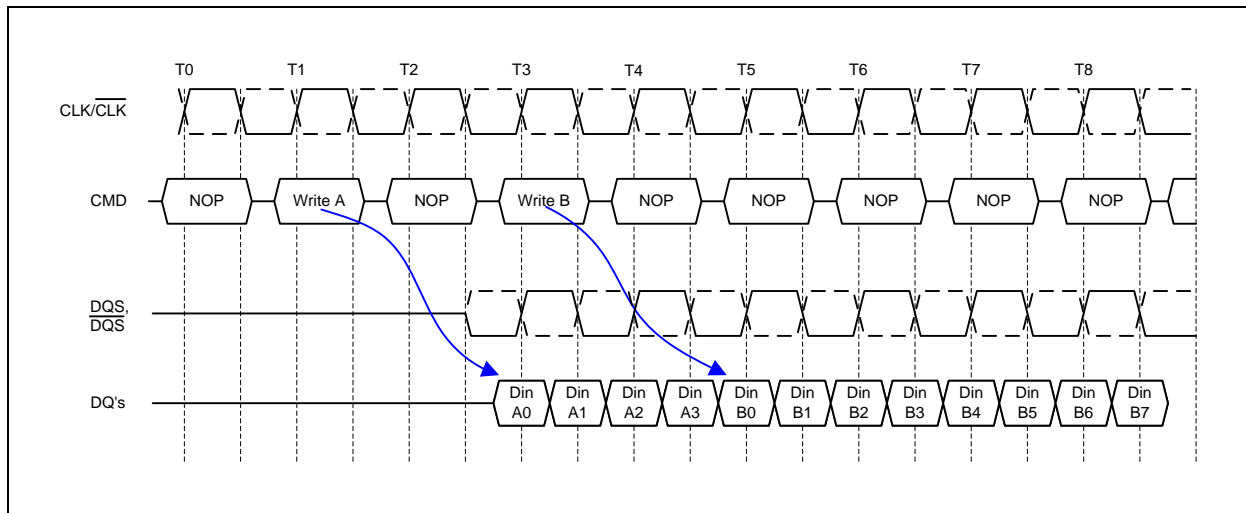 T0 T1 T2 T3 T4 T5 T6 T7 T8
CLK/CLK
CMD NOP Write A NOP Write B NOP NOP NOP NOP NOP
DQS,
DQS
DQ's Din Din Din Din Din Din Din Din Din Din Din Din
A0 A1 A2 A3 B0 B1 B2 B3 B4 B5 B6 B7